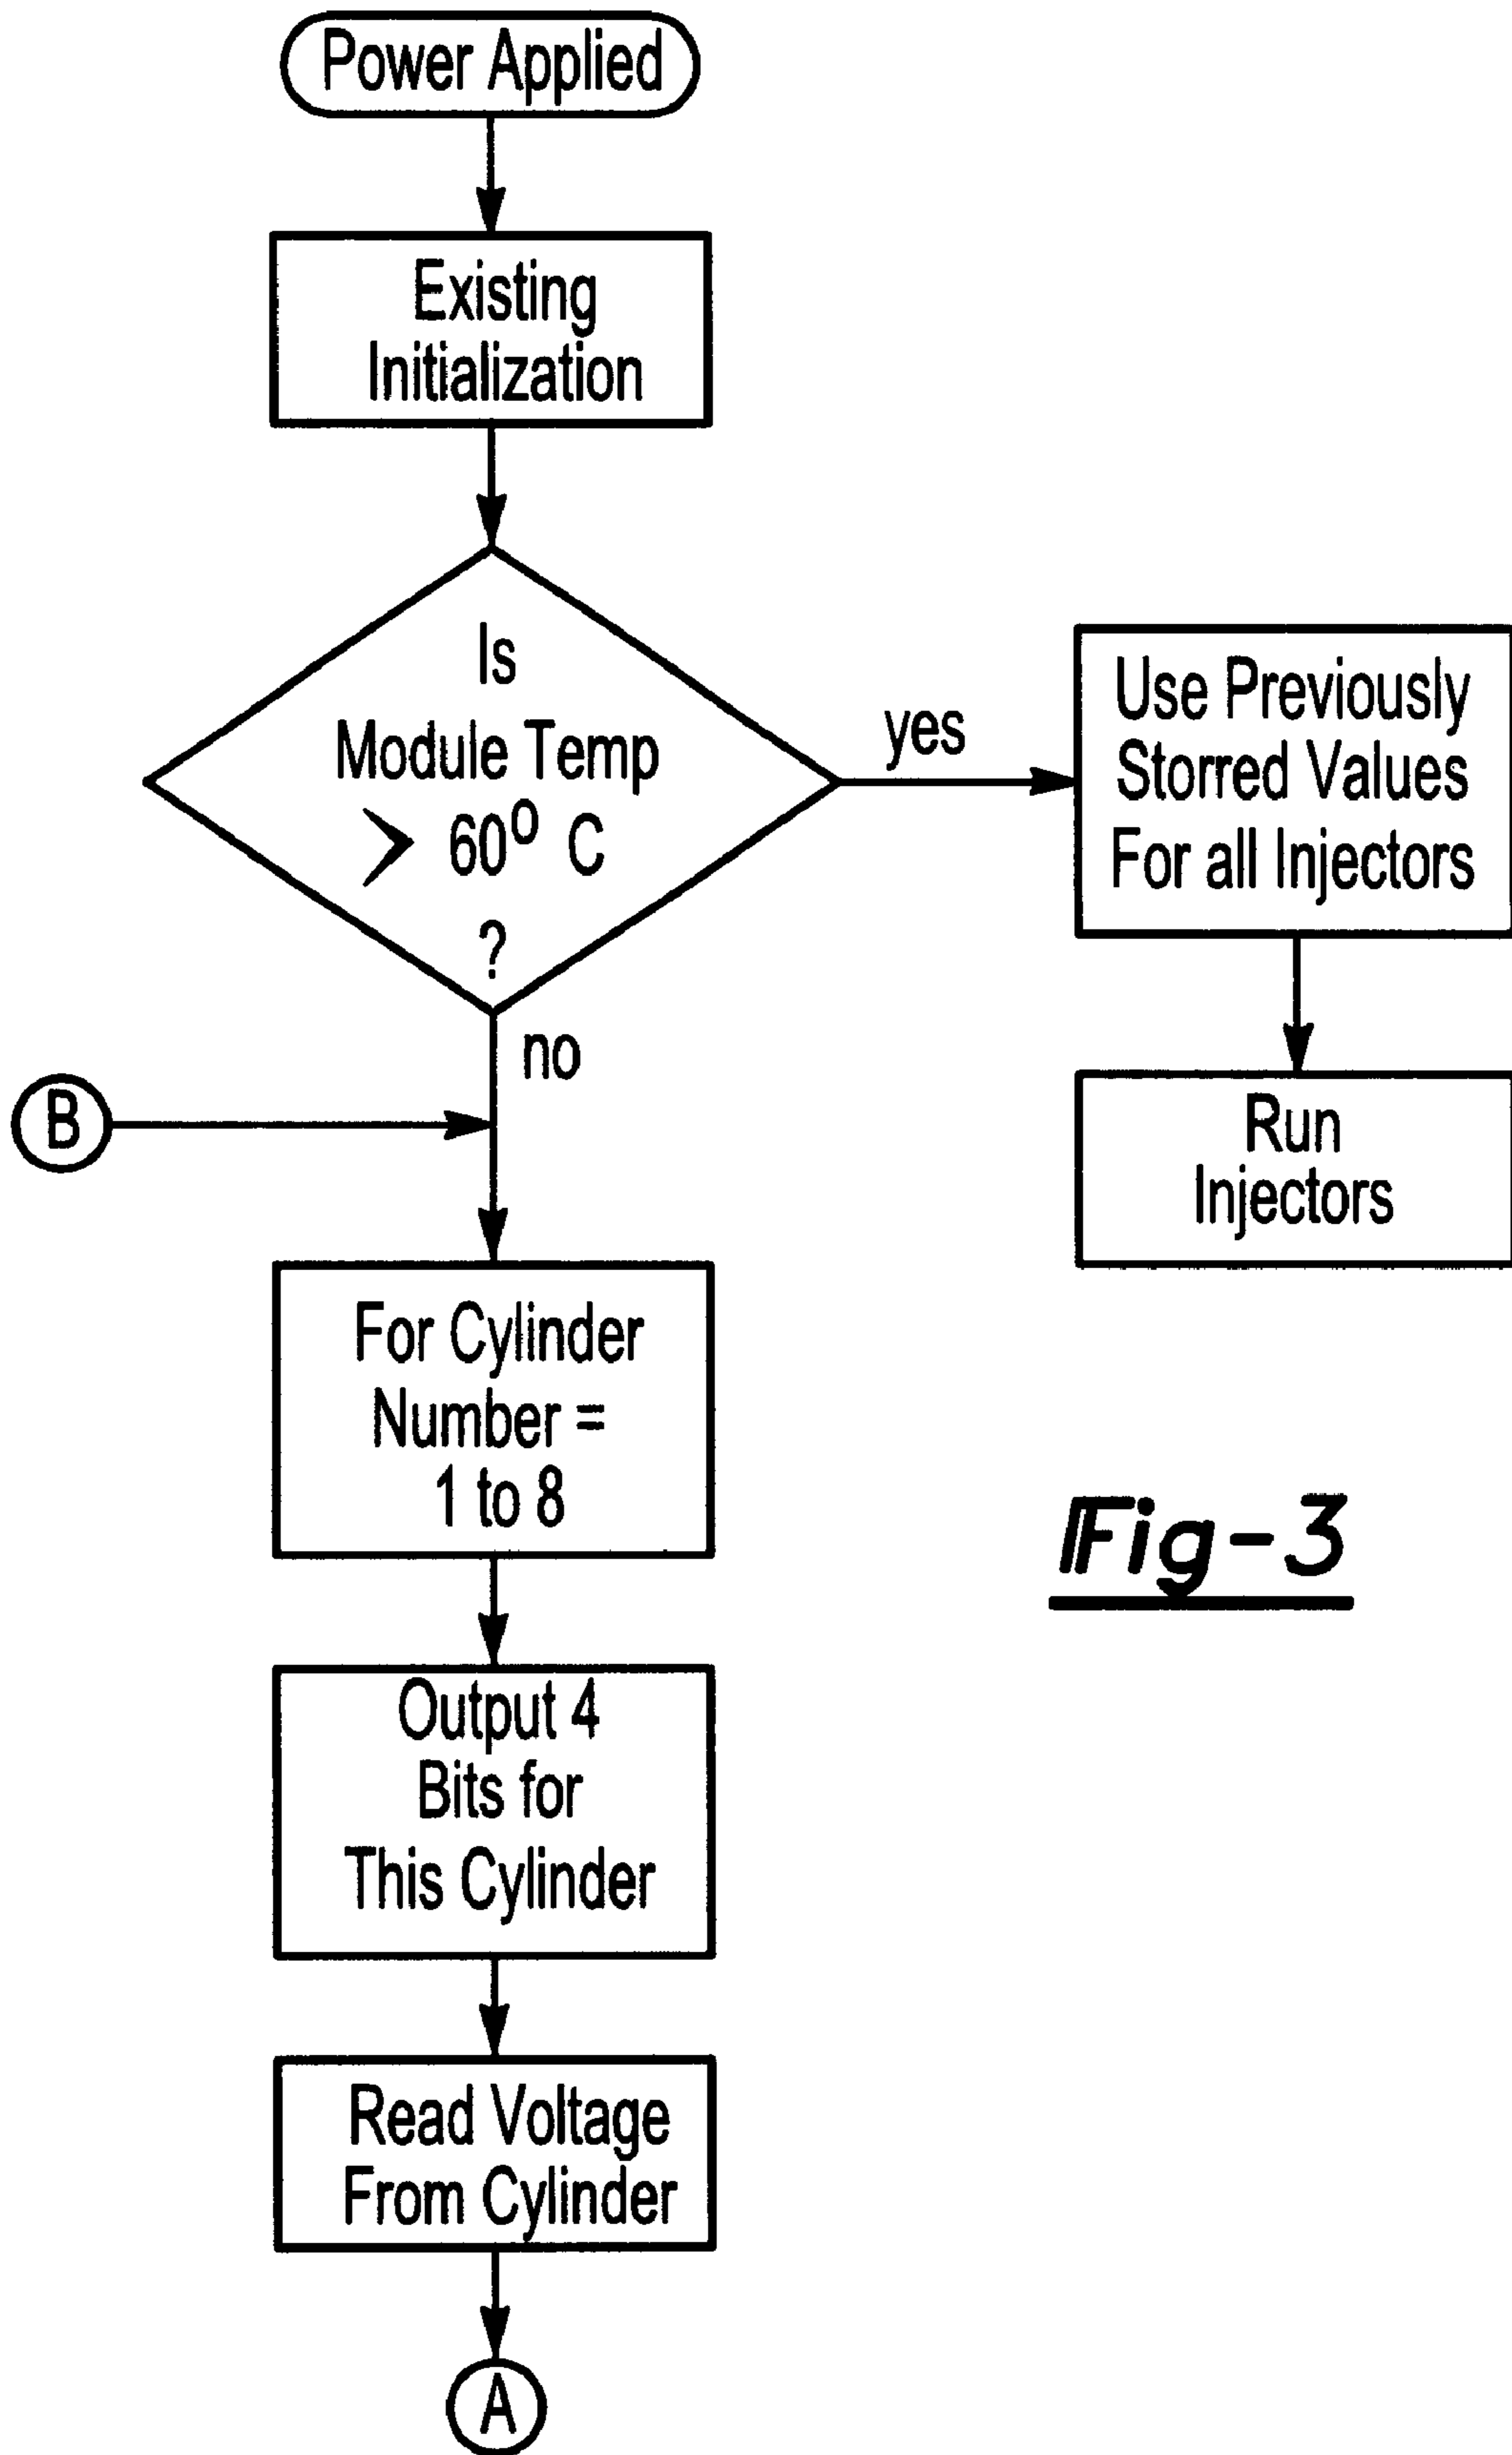 Power Applied
Existing
Initialization
Is
Module Temp
> 60° C
?
yes
Use Previously
Storred Values
For all Injectors
Run
Injectors
no
B
For Cylinder
Number =
1 to 8
Output 4
Bits for
This Cylinder
Read Voltage
From Cylinder
A
Fig-3